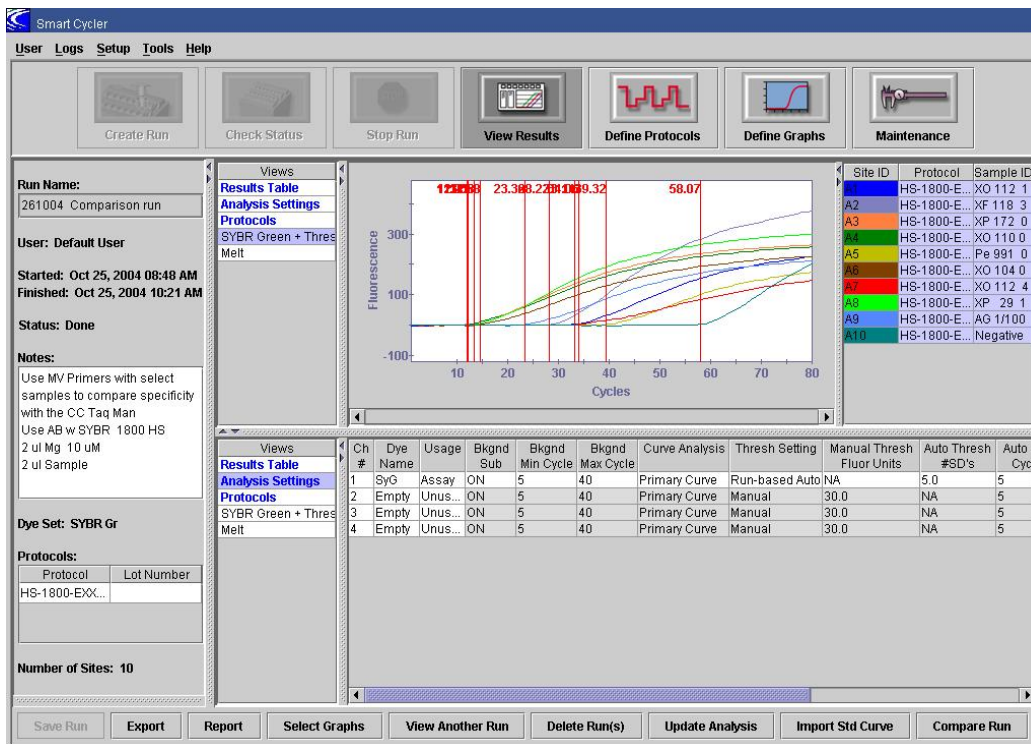 Smart Cycler
User Logs Setup Tools Help
Create Run
Check Status
Stop Run
View Results
Define Protocols
Define Graphs
Maintenance
Run Name:
261004 Comparison run
User: Default User
Started: Oct 25, 2004 08:48 AM
Finished: Oct 25, 2004 10:21 AM
Status: Done
Notes:
Use MV Primers with select
samples to compare specificity
with the CC Taq Man
Use AB w SYBR 1800 HS
2 ul Mg 10 uM
2 ul Sample
Dye Set: SYBR Gr
Protocols:
Protocol Lot Number
HS-1800-EXX...
Number of Sites: 10
Views
Results Table
Analysis Settings
Protocols
SYBR Green + Thres
Melt
39.32 58.07
Fluorescence
300
100
-100
10 20 30 40 50 60 70 80
Cycles
Site ID Protocol Sample ID
A1 HS-1800-E... XO 112 1
A2 HS-1800-E... XF 118 3
A3 HS-1800-E... XP 172 0
A4 HS-1800-E... XO 110 0
A5 HS-1800-E... Pe 991 0
A6 HS-1800-E... XO 104 0
A7 HS-1800-E... XO 112 4
A8 HS-1800-E... XP 29 1
A9 HS-1800-E... AG 1/100
A10 HS-1800-E... Negative
Views
Results Table
Analysis Settings
Protocols
SYBR Green + Thres
Melt
Ch # Dye Name Usage Bkgnd Sub Bkgnd Min Cycle Bkgnd Max Cycle Curve Analysis Thresh Setting Manual Thresh Fluor Units Auto Thresh #SD's Auto Cyc
1 SyG Assay ON 5 40 Primary Curve Run-based Auto NA 5.0 5
2 Empty Unus... ON 5 40 Primary Curve Manual 30.0 NA 5
3 Empty Unus... ON 5 40 Primary Curve Manual 30.0 NA 5
4 Empty Unus... ON 5 40 Primary Curve Manual 30.0 NA 5
Save Run Export Report Select Graphs View Another Run Delete Run(s) Update Analysis Import Std Curve Compare Run